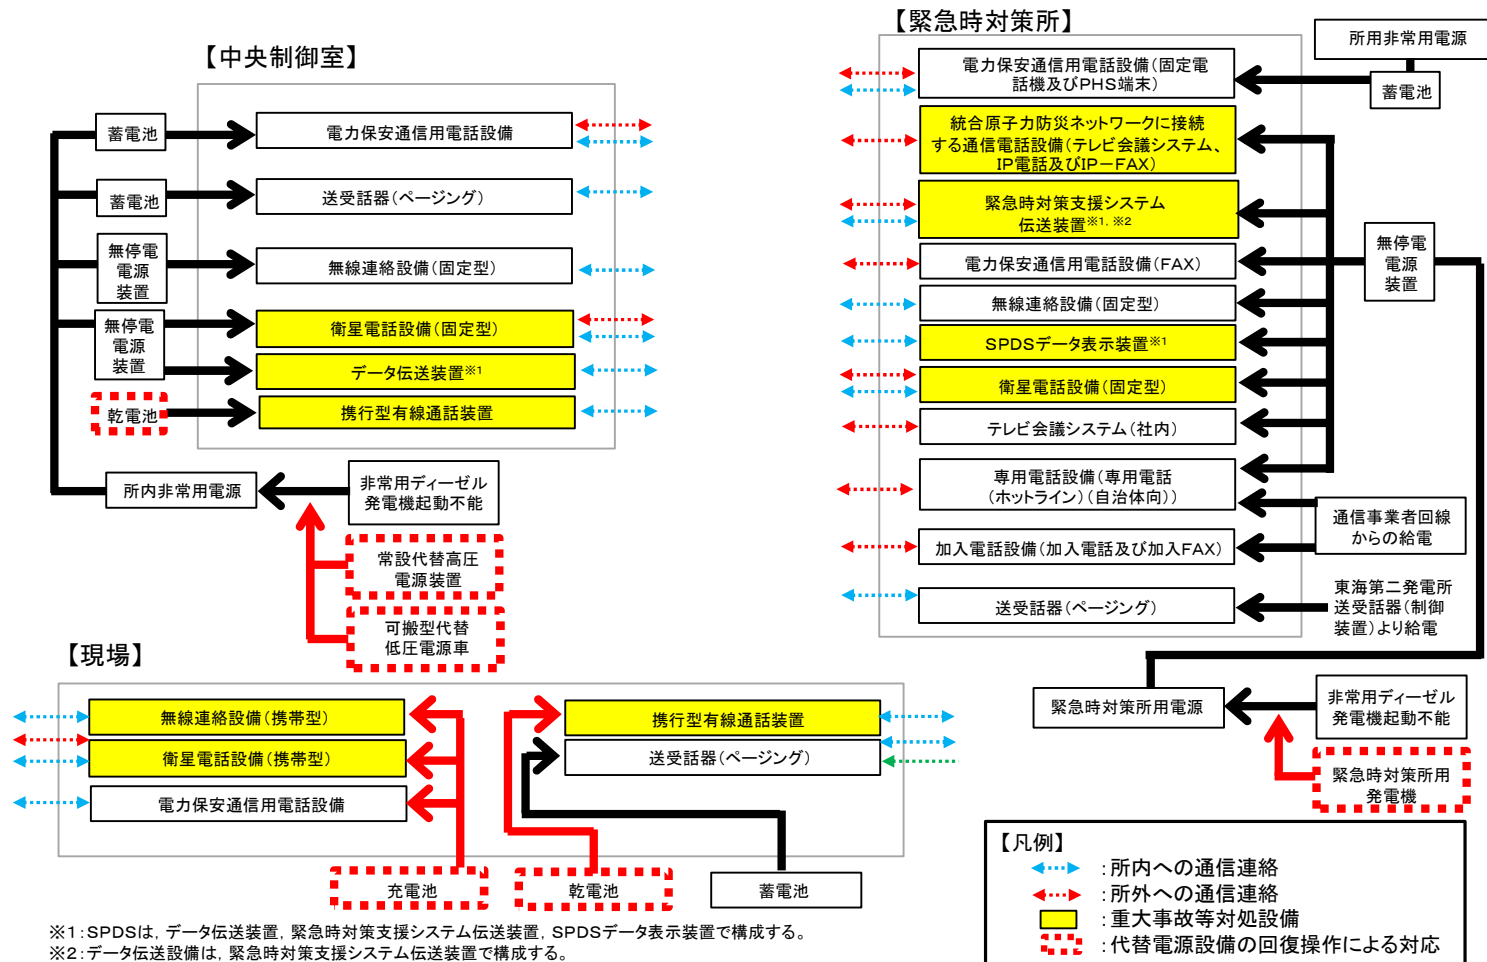 【中央制御室】
蓄電池
電力保安通信用電話設備
蓄電池
送受話器(ページング)
無停電
電源
装置
無線連絡設備(固定型)
無停電
電源
装置
衛星電話設備(固定型)
データ伝送装置※1
乾電池
携行型有線通話装置
所内非常用電源
非常用ディーゼル
発電機起動不能
常設代替高圧
電源装置
可搬型代替
低圧電源車
【緊急時対策所】
所用非常用電源
蓄電池
電力保安通信用電話設備(固定電
話機及びPHS端末)
統合原子力防災ネットワークに接続
する通信電話設備(テレビ会議システム、
IP電話及びIP-FAX)
緊急時対策支援システム
伝送装置※1, ※2
電力保安通信用電話設備(FAX)
無線連絡設備(固定型)
SPDSデータ表示装置※1
衛星電話設備(固定型)
テレビ会議システム(社内)
専用電話設備(専用電話
(ホットライン)(自治体向))
加入電話設備(加入電話及び加入FAX)
送受話器(ページング)
無停電
電源
装置
通信事業者回線
からの給電
東海第二発電所
送受話器(制御
装置)より給電
緊急時対策所用電源
非常用ディーゼル
発電機起動不能
緊急時対策所用
発電機
【現場】
無線連絡設備(携帯型)
衛星電話設備(携帯型)
電力保安通信用電話設備
携行型有線通話装置
送受話器(ページング)
充電池
乾電池
蓄電池
【凡例】
:所内への通信連絡
:所外への通信連絡
:重大事故等対処設備
:代替電源設備の回復操作による対応
※1:SPDSは, データ伝送装置, 緊急時対策支援システム伝送装置, SPDSデータ表示装置で構成する。
※2:データ伝送設備は, 緊急時対策支援システム伝送装置で構成する。